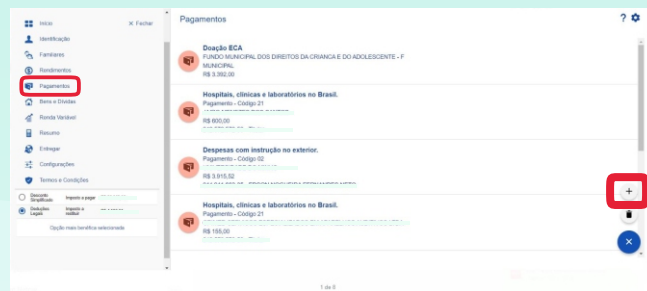 Início
✕ Fechar
Identificação
Familiares
Rendimentos
Pagamentos
Bens e Dívidas
Renda Variável
Resumo
Entregar
Configurações
Termos e Condições
Desconto Simplificado
Imposto a pagar
Deduções Legais
Imposto a restituir
Opção mais benéfica selecionada
Pagamentos
?
Doação ECA
FUNDO MUNICIPAL DOS DIREITOS DA CRIANCA E DO ADOLESCENTE - F
MUNICIPAL
R$ 3.392,00
Hospitais, clínicas e laboratórios no Brasil.
Pagamento - Código 21
R$ 600,00
Despesas com instrução no exterior.
Pagamento - Código 02
R$ 3.915,52
Hospitais, clínicas e laboratórios no Brasil.
Pagamento - Código 21
R$ 155,00